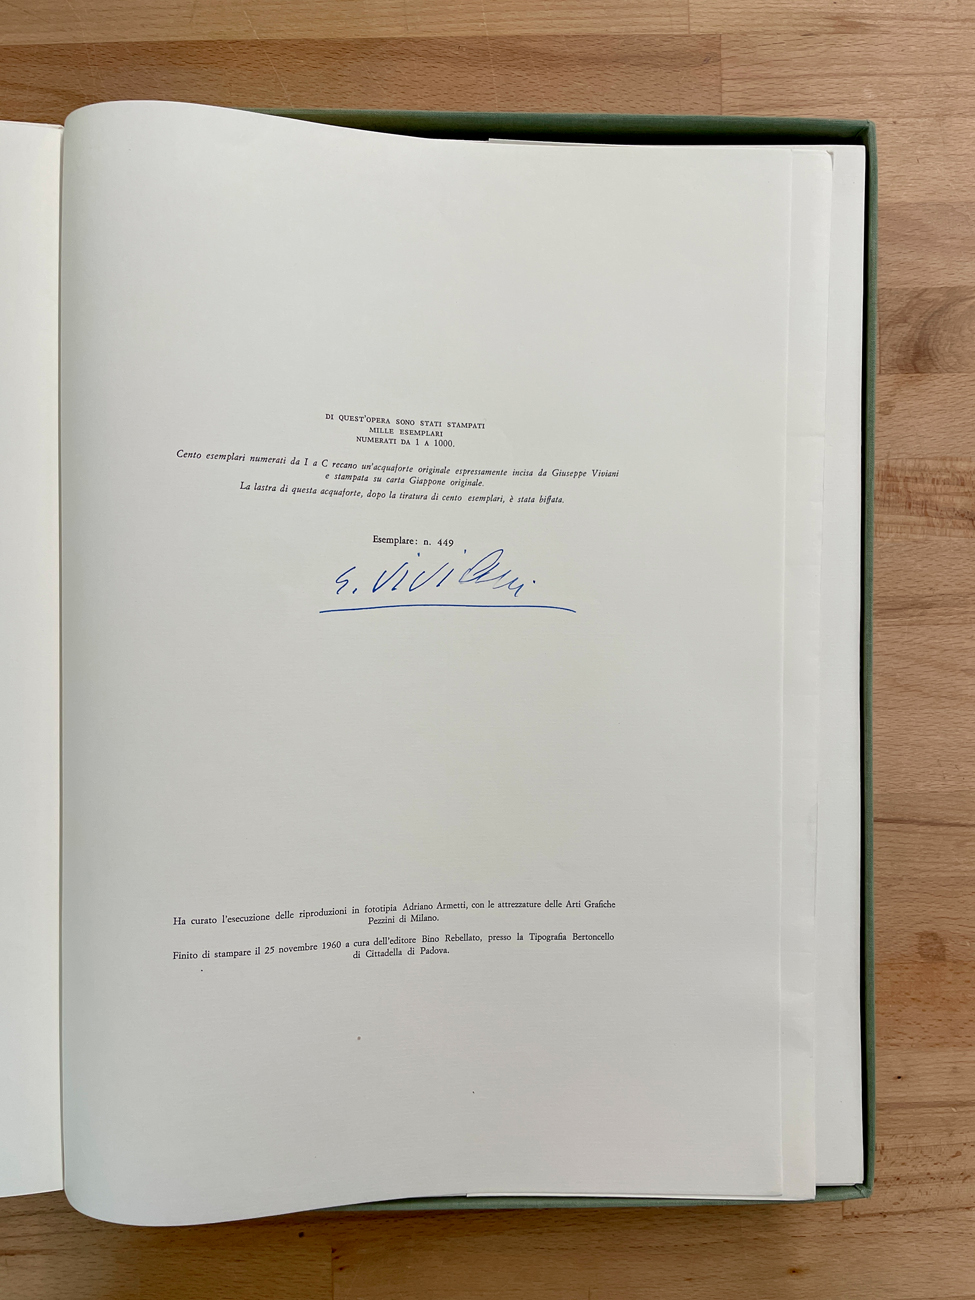 DI QUEST'OPERA SONO STATI STAMPATI
MILLE ESEMPLARI
NUMERATI DA 1 A 1000.
Cento esemplari numerati da I a C recano un'acquaforte originale espressamente incisa da Giuseppe Viviani
e stampata su carta Giappone originale.
La lastra di questa acquaforte, dopo la tiratura di cento esemplari, è stata biffata.
Esemplare: n. 449
G. Viviani
Ha curato l'esecuzione delle riproduzioni in fototipia Adriano Armetti, con le attrezzature delle Arti Grafiche
Pezzini di Milano.
Finito di stampare il 25 novembre 1960 a cura dell'editore Bino Rebellato, presso la Tipografia Bertoncello
di Cittadella di Padova.